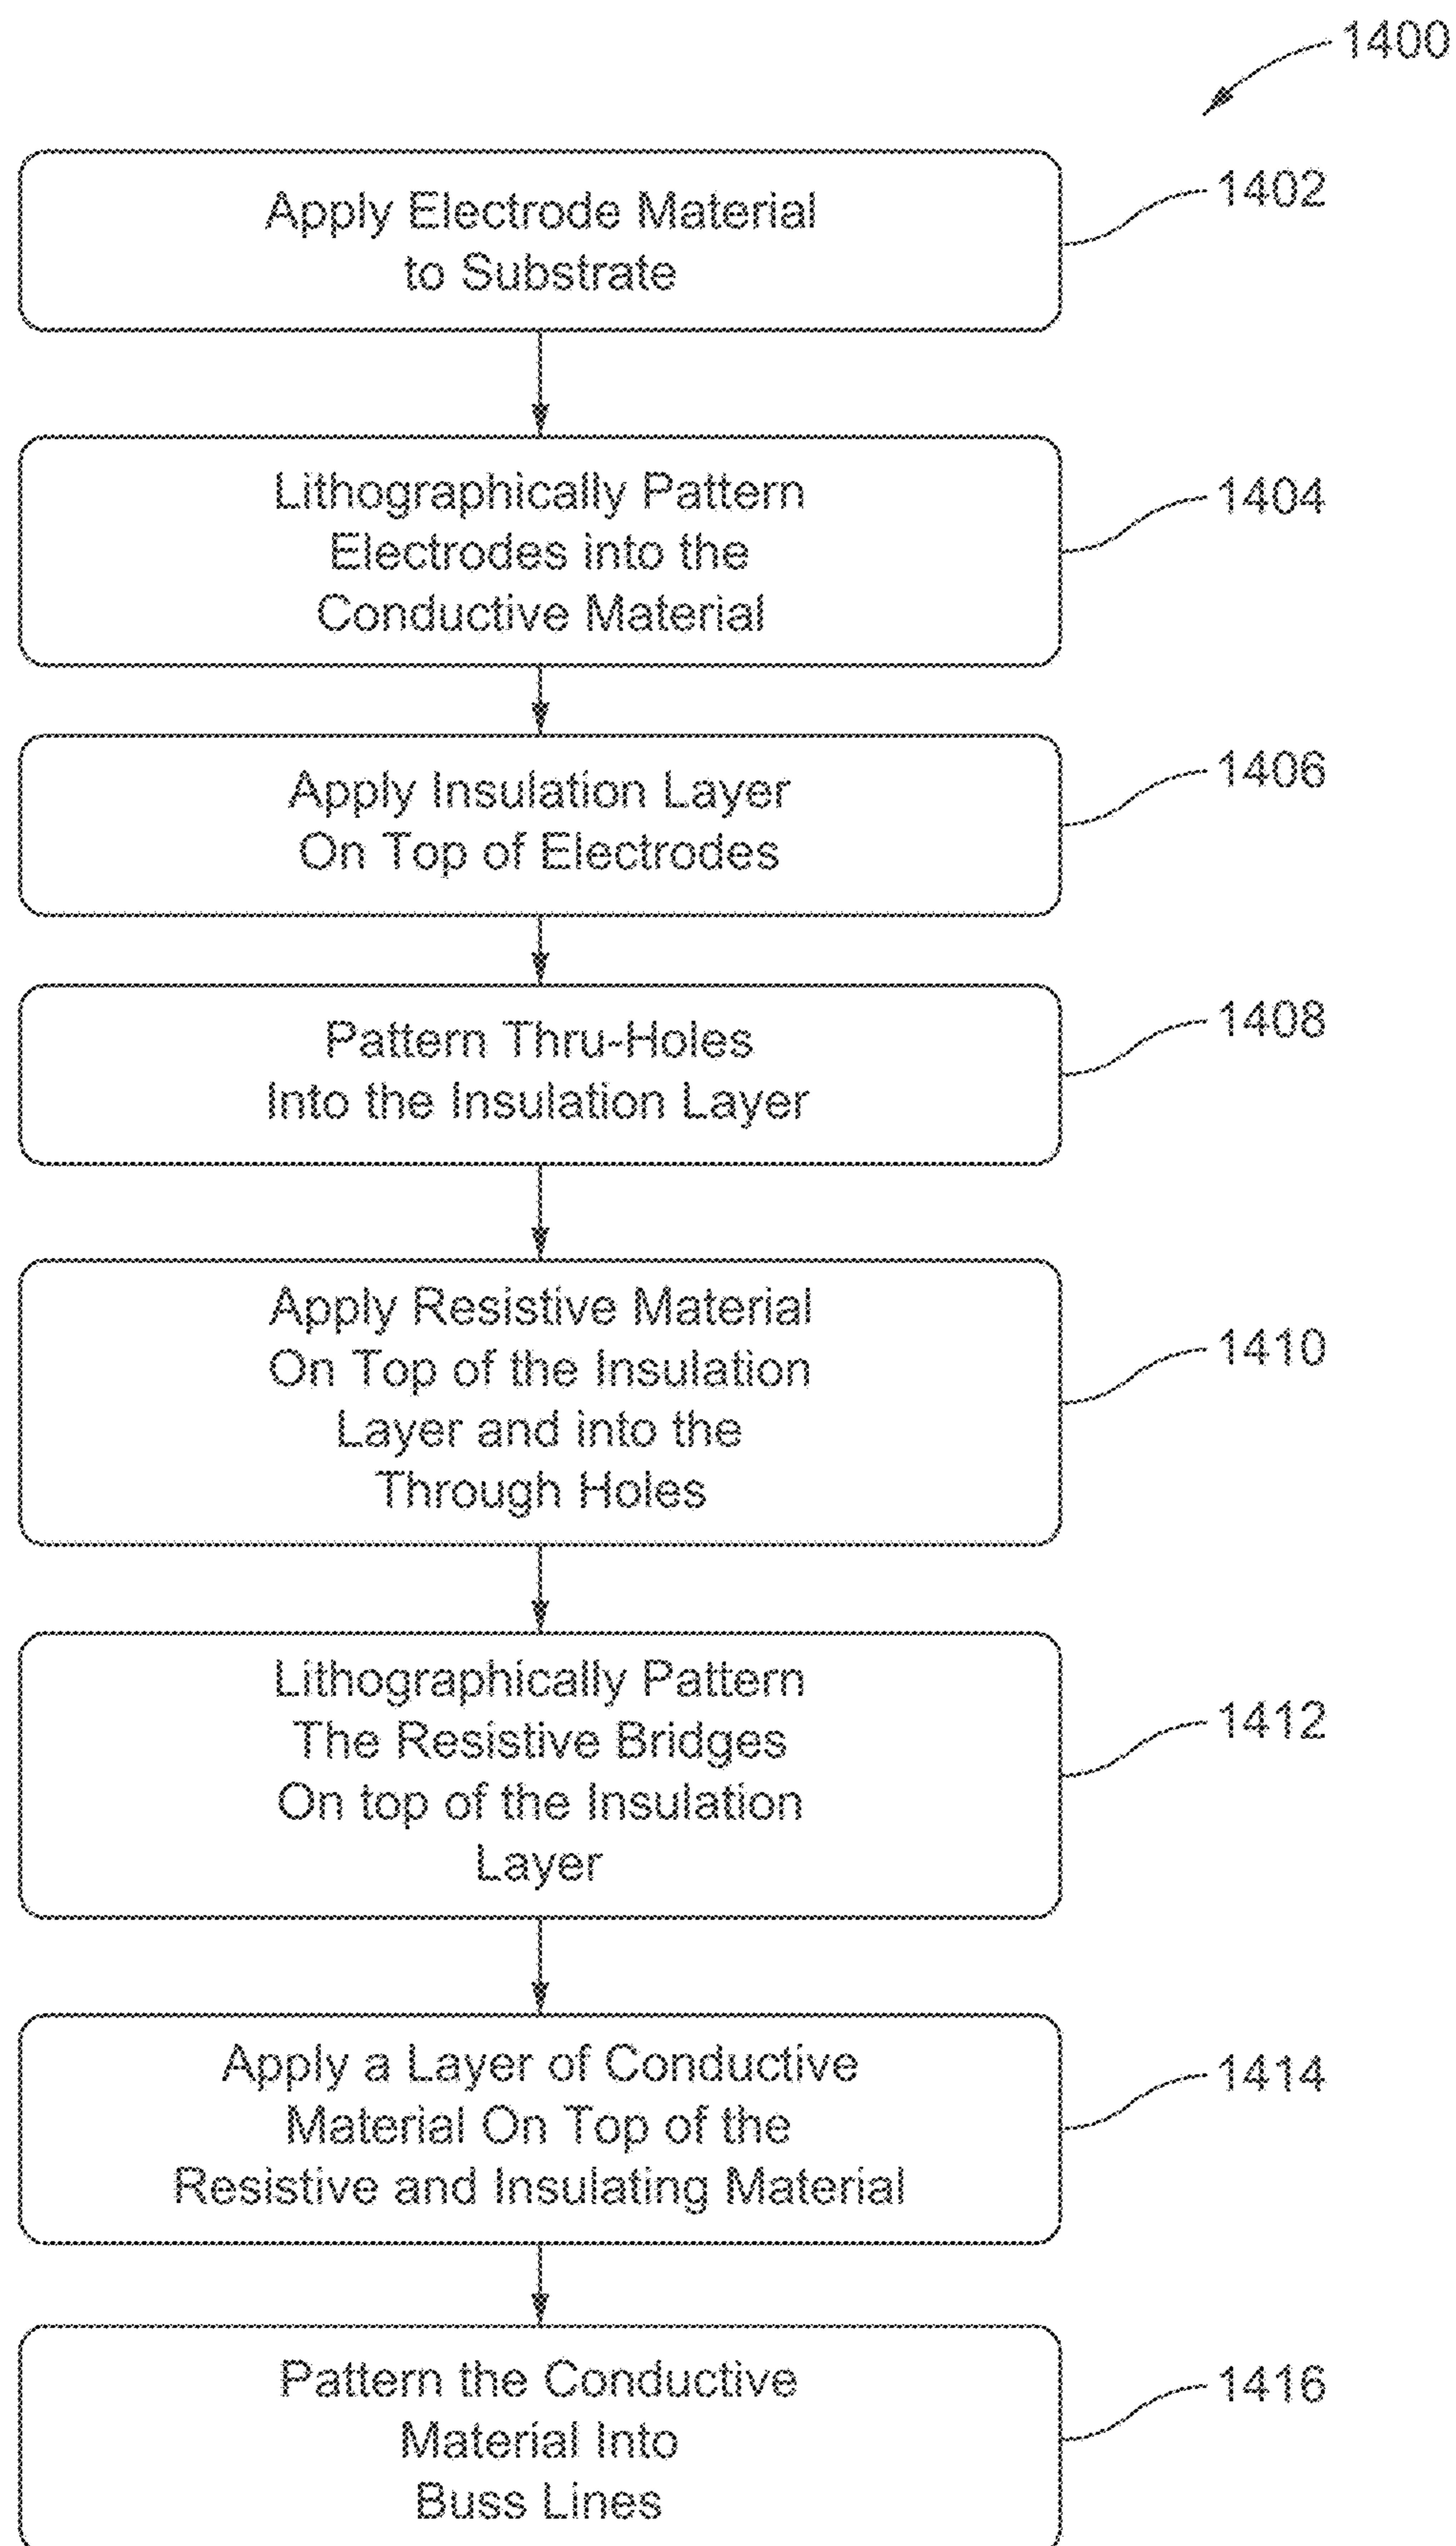 1400
Apply Electrode Material
to Substrate
1402
Lithographically Pattern
Electrodes into the
Conductive Material
1404
Apply Insulation Layer
On Top of Electrodes
1406
Pattern Thru-Holes
Into the Insulation Layer
1408
Apply Resistive Material
On Top of the Insulation
Layer and into the
Through Holes
1410
Lithographically Pattern
The Resistive Bridges
On top of the Insulation
Layer
1412
Apply a Layer of Conductive
Material On Top of the
Resistive and Insulating Material
1414
Pattern the Conductive
Material Into
Buss Lines
1416